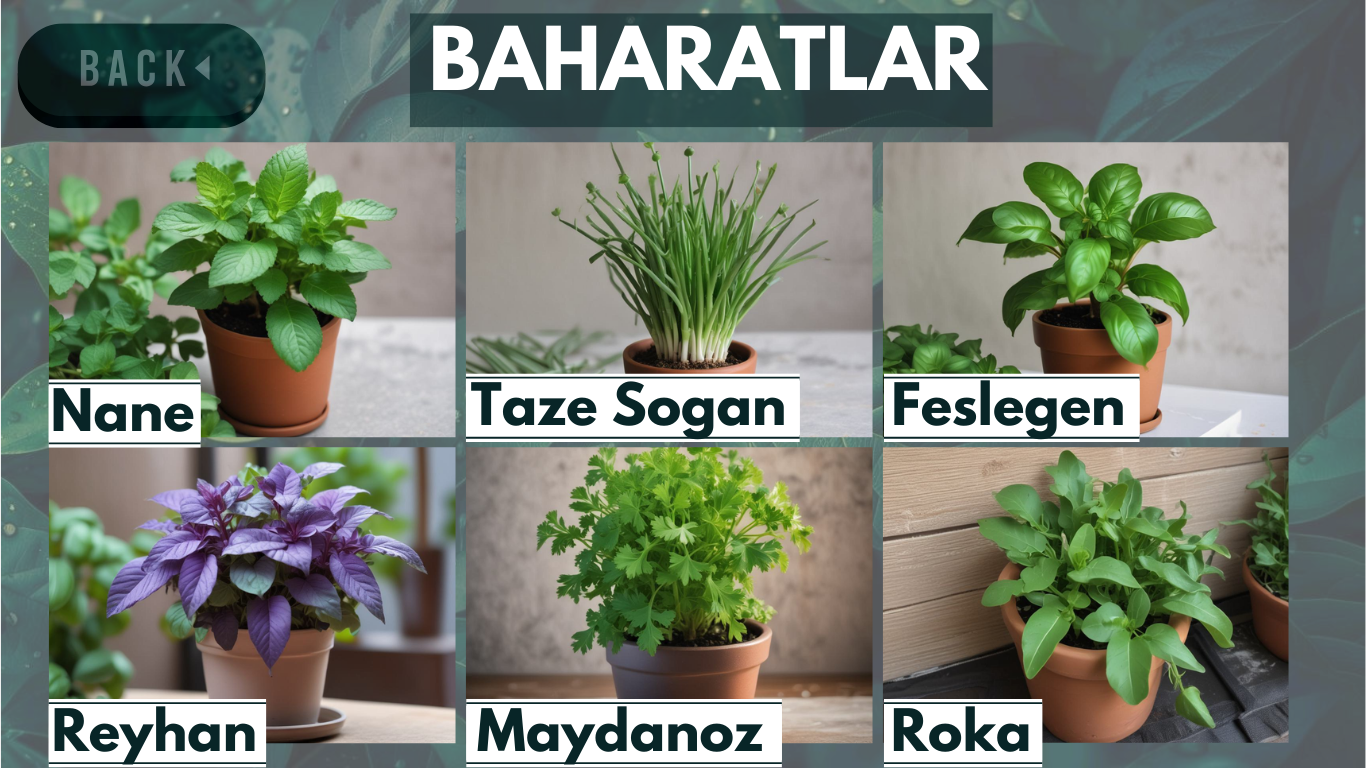 BACK
BAHARATLAR
Nane
Taze Sogan
Feslegen
Reyhan
Maydanoz
Roka